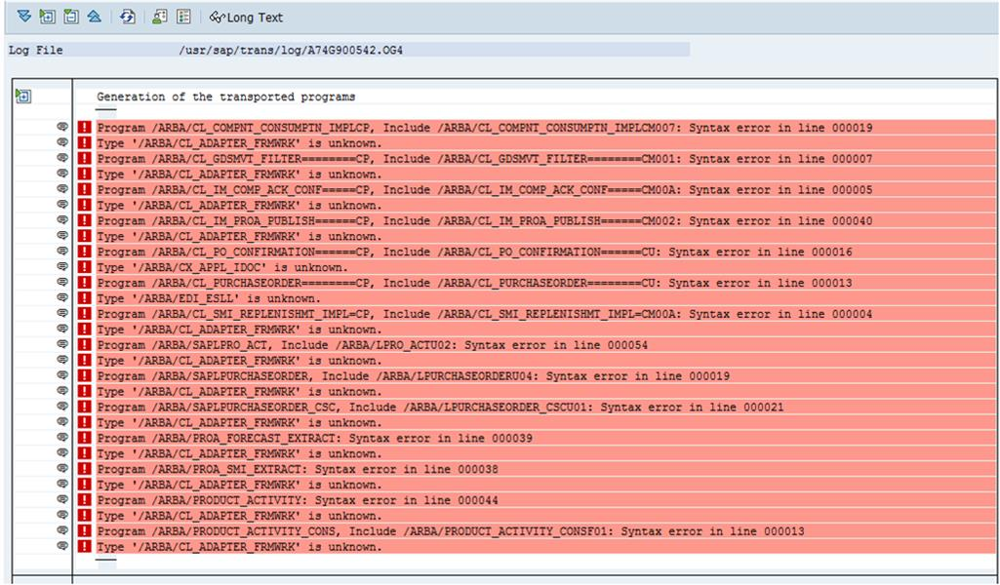 Long Text
Log File /usr/sap/trans/log/A74G900542.OG4
Generation of the transported programs
Program /ARBA/CL_COMPNT_CONSUMPTN_IMPLCP, Include /ARBA/CL_COMPNT_CONSUMPTN_IMPLCM007: Syntax error in line 000019
Type '/ARBA/CL_ADAPTER_FRMWRK' is unknown.
Program /ARBA/CL_GDSMVT_FILTER========CP, Include /ARBA/CL_GDSMVT_FILTER========CM001: Syntax error in line 000007
Type '/ARBA/CL_ADAPTER_FRMWRK' is unknown.
Program /ARBA/CL_IM_COMP_ACK_CONF=====CP, Include /ARBA/CL_IM_COMP_ACK_CONF=====CM00A: Syntax error in line 000005
Type '/ARBA/CL_ADAPTER_FRMWRK' is unknown.
Program /ARBA/CL_IM_PROA_PUBLISH======CP, Include /ARBA/CL_IM_PROA_PUBLISH======CM002: Syntax error in line 000040
Type '/ARBA/CL_ADAPTER_FRMWRK' is unknown.
Program /ARBA/CL_PO_CONFIRMATION======CP, Include /ARBA/CL_PO_CONFIRMATION======CU: Syntax error in line 000016
Type '/ARBA/CX_APPL_IDOC' is unknown.
Program /ARBA/CL_PURCHASEORDER========CP, Include /ARBA/CL_PURCHASEORDER========CU: Syntax error in line 000013
Type '/ARBA/EDI_ESLL' is unknown.
Program /ARBA/CL_SMI_REPLENISHMT_IMPL=CP, Include /ARBA/CL_SMI_REPLENISHMT_IMPL=CM00A: Syntax error in line 000004
Type '/ARBA/CL_ADAPTER_FRMWRK' is unknown.
Program /ARBA/SAPLPRO_ACT, Include /ARBA/LPRO_ACTU02: Syntax error in line 000054
Type '/ARBA/CL_ADAPTER_FRMWRK' is unknown.
Program /ARBA/SAPLPURCHASEORDER, Include /ARBA/LPURCHASEORDERU04: Syntax error in line 000019
Type '/ARBA/CL_ADAPTER_FRMWRK' is unknown.
Program /ARBA/SAPLPURCHASEORDER_CSC, Include /ARBA/LPURCHASEORDER_CSCU01: Syntax error in line 000021
Type '/ARBA/CL_ADAPTER_FRMWRK' is unknown.
Program /ARBA/PROA_FORECAST_EXTRACT: Syntax error in line 000039
Type '/ARBA/CL_ADAPTER_FRMWRK' is unknown.
Program /ARBA/PROA_SMI_EXTRACT: Syntax error in line 000038
Type '/ARBA/CL_ADAPTER_FRMWRK' is unknown.
Program /ARBA/PRODUCT_ACTIVITY: Syntax error in line 000044
Type '/ARBA/CL_ADAPTER_FRMWRK' is unknown.
Program /ARBA/PRODUCT_ACTIVITY_CONS, Include /ARBA/PRODUCT_ACTIVITY_CONSF01: Syntax error in line 000013
Type '/ARBA/CL_ADAPTER_FRMWRK' is unknown.